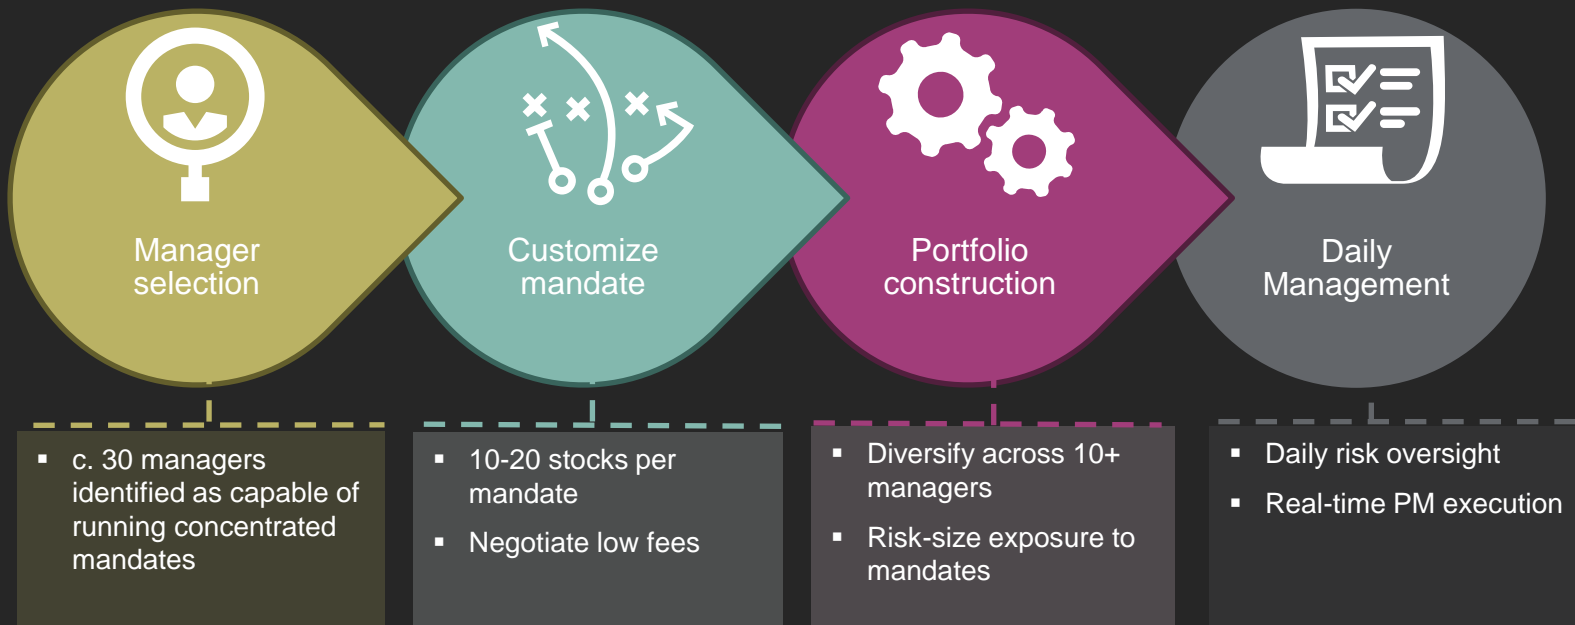 Manager
selection
Customize
mandate
Portfolio
construction
Daily
Management
▪ c. 30 managers
identified as capable of
running concentrated
mandates
▪ 10-20 stocks per
mandate
▪ Negotiate low fees
▪ Diversify across 10+
managers
▪ Risk-size exposure to
mandates
▪ Daily risk oversight
▪ Real-time PM execution